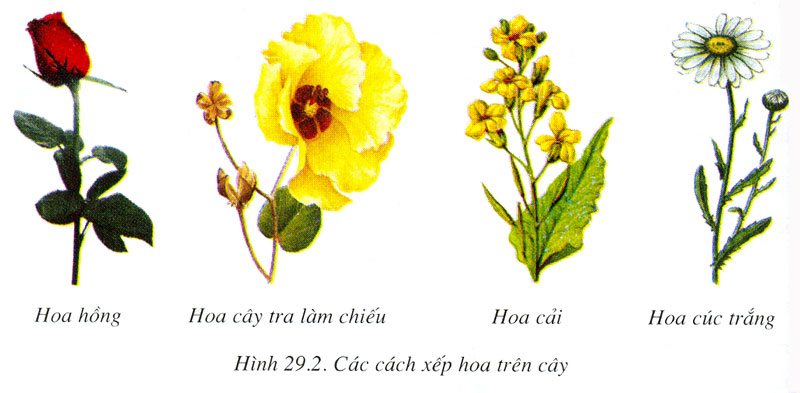 Hoa hồng
Hoa cây tra làm chiếu
Hoa cải
Hoa cúc trắng
Hình 29.2. Các cách xếp hoa trên cây